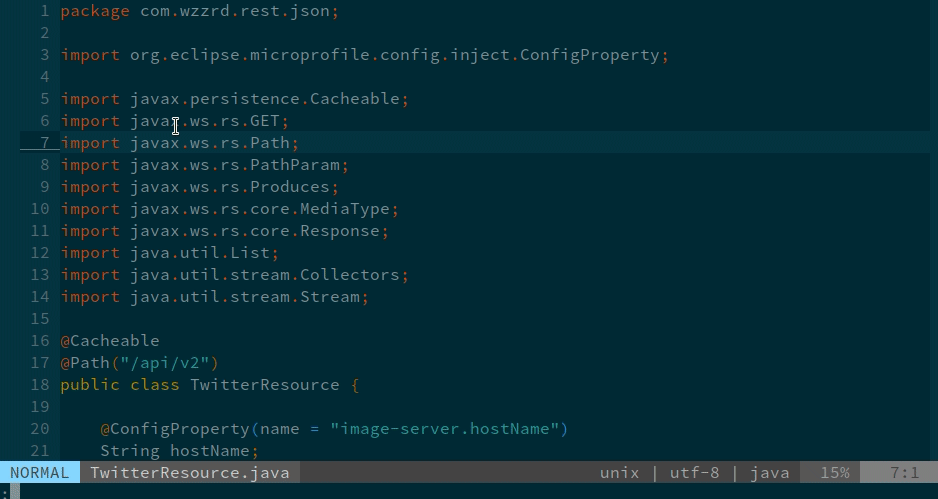 1 package com.wzzrd.rest.json;
2
3 import org.eclipse.microprofile.config.inject.ConfigProperty;
4
5 import javax.persistence.Cacheable;
6 import javax.ws.rs.GET;
7 import javax.ws.rs.Path;
8 import javax.ws.rs.PathParam;
9 import javax.ws.rs.Produces;
10 import javax.ws.rs.core.MediaType;
11 import javax.ws.rs.core.Response;
12 import java.util.List;
13 import java.util.stream.Collectors;
14 import java.util.stream.Stream;
15
16 @Cacheable
17 @Path("/api/v2")
18 public class TwitterResource {
19
20     @ConfigProperty(name = "image-server.hostName")
21     String hostName;
NORMAL TwitterResource.java unix | utf-8 | java 15% 7:1
: